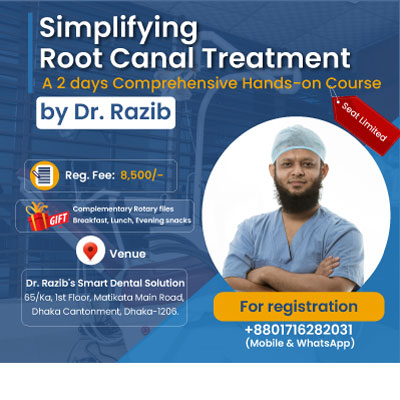 Simplifying
Root Canal Treatment
A 2 days Comprehensive Hands-on Course
by Dr. Razib
Seat Limited
Reg. Fee: 8,500/-
GIFT
Complementary Rotary files
Breakfast, Lunch, Evening snacks
Venue
Dr. Razib's Smart Dental Solution
65/Ka, 1st Floor, Matikata Main Road,
Dhaka Cantonment, Dhaka-1206.
For registration
+8801716282031
(Mobile & WhatsApp)